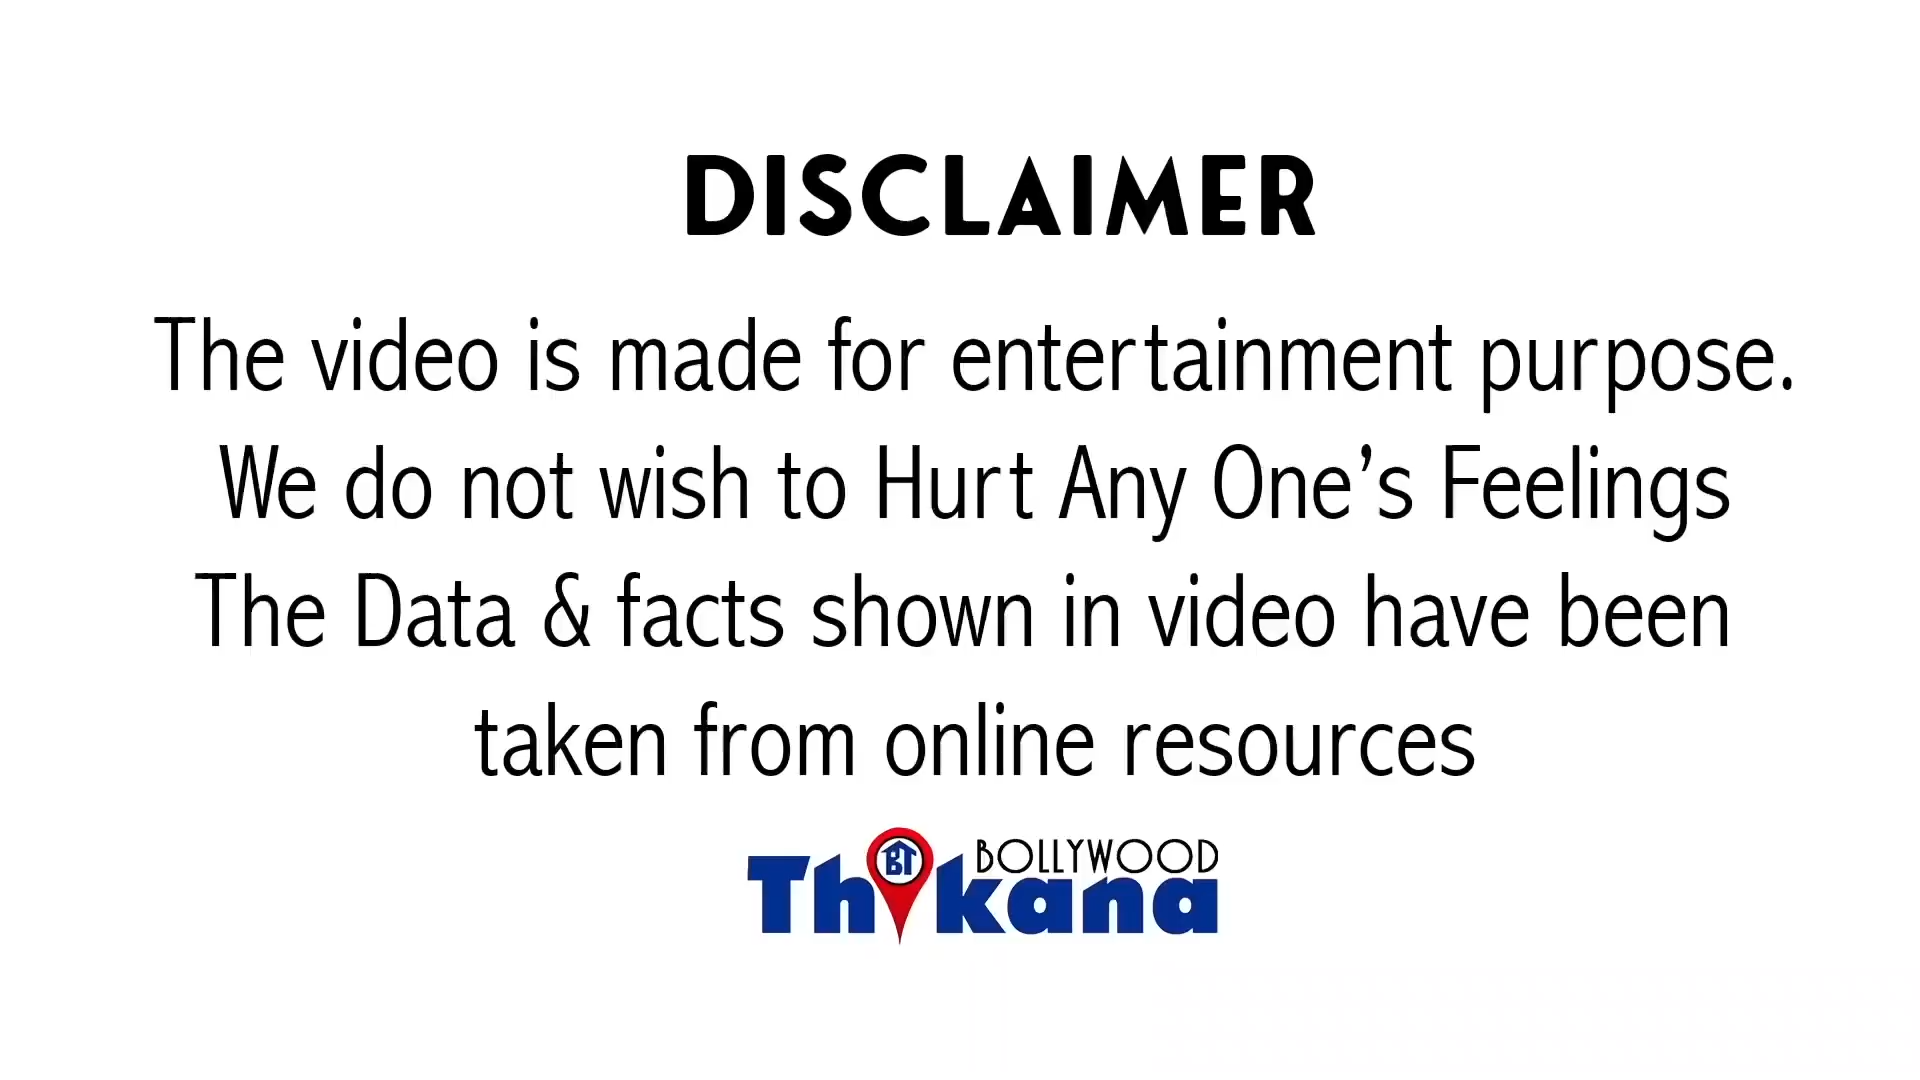 DISCLAIMER
The video is made for entertainment purpose.
We do not wish to Hurt Any One’s Feelings
The Data & facts shown in video have been
taken from online resources
BT
BOLLYWOOD
Thikana